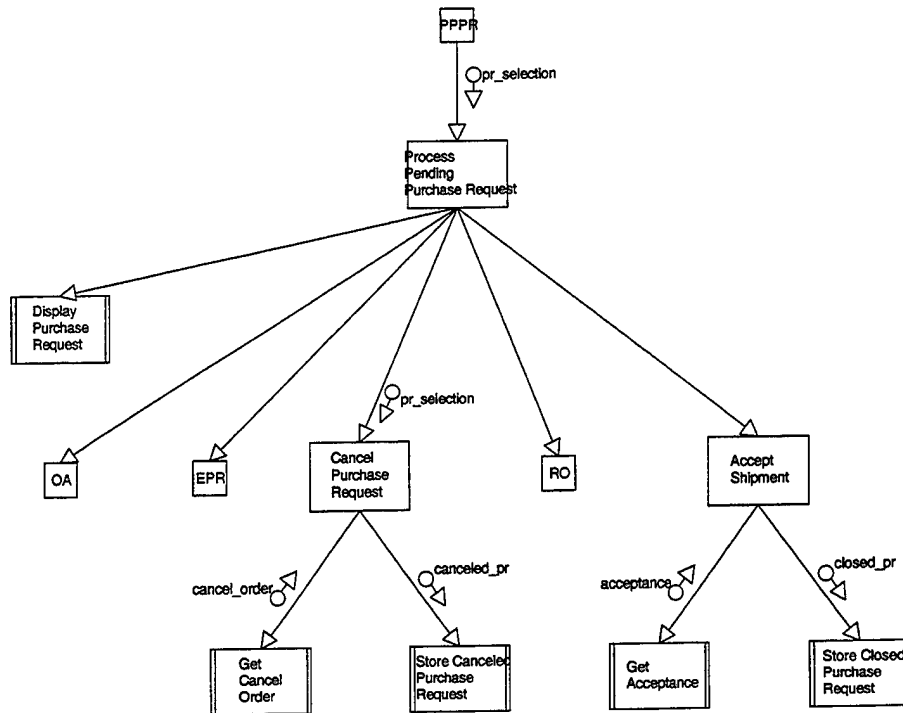 PPPR
pr_selection
Process
Pending
Purchase Request
Display
Purchase
Request
pr_selection
OA
EPR
Cancel
Purchase
Request
RO
Accept
Shipment
cancel_order
canceled_pr
acceptance
closed_pr
Get
Cancel
Order
Store Canceled
Purchase
Request
Get
Acceptance
Store Closed
Purchase
Request